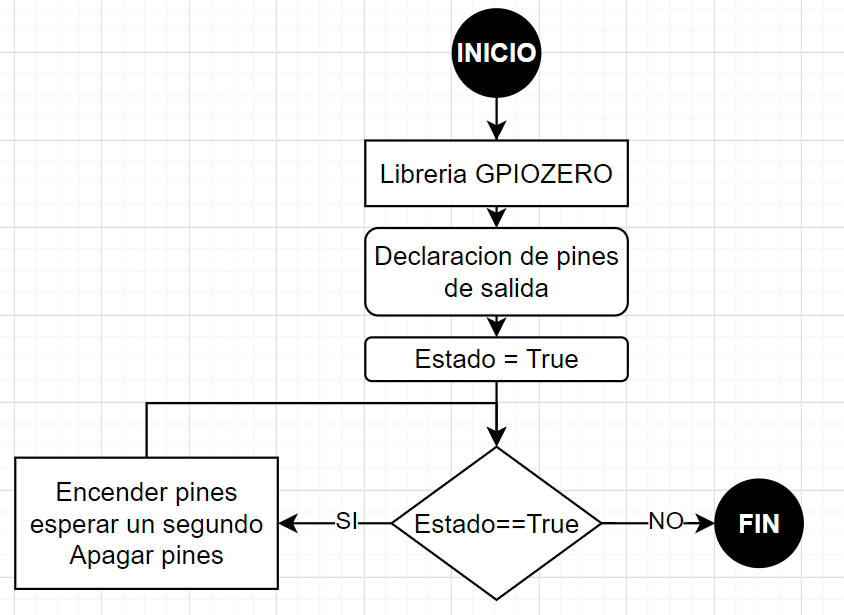 INICIO
Libreria GPIOZERO
Declaracion de pines
de salida
Estado = True
Estado==True
SI
Encender pines
esperar un segundo
Apagar pines
NO
FIN